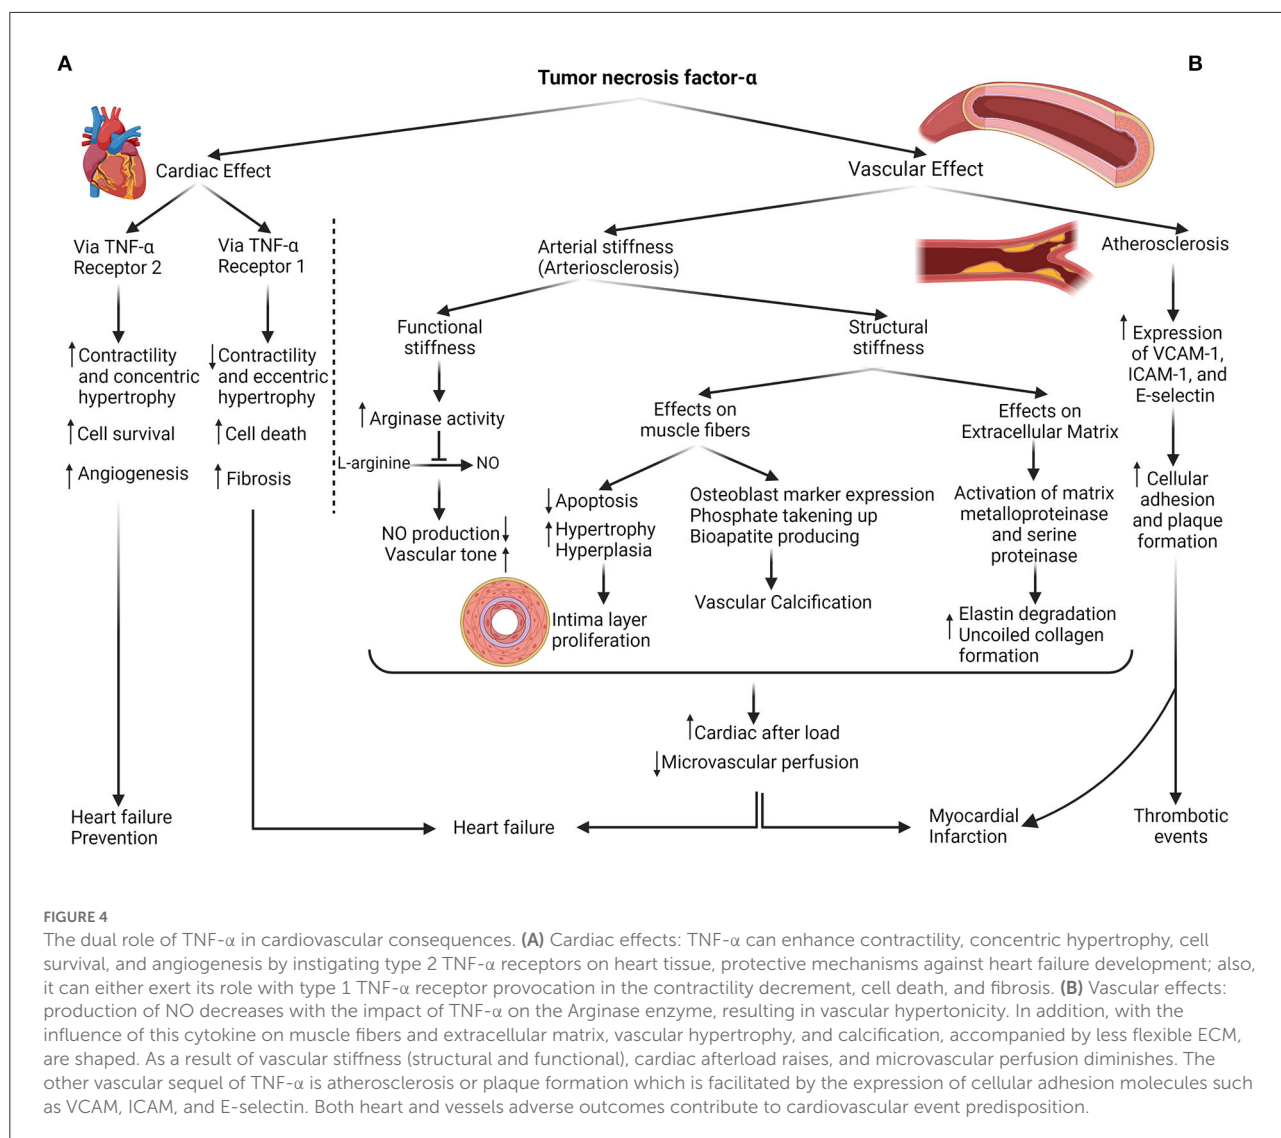 A
B
Tumor necrosis factor-α
Cardiac Effect
Vascular Effect
Via TNF-α
Receptor 2
Via TNF-α
Receptor 1
Arterial stiffness
(Arteriosclerosis)
Atherosclerosis
↑Contractility
and concentric
hypertrophy
↑Cell survival
↑Angiogenesis
↓Contractility
and eccentric
hypertrophy
↑Cell death
↑Fibrosis
Functional
stiffness
Structural
stiffness
↑Arginase activity
L-arginine
NO
NO production↓
Vascular tone↑
Effects on
muscle fibers
Effects on
Extracellular Matrix
↓Apoptosis
↑Hypertrophy
Hyperplasia
Intima layer
proliferation
Osteoblast marker expression
Phosphate takening up
Bioapatite producing
Vascular Calcification
Activation of matrix
metalloproteinase
and serine
proteinase
↑Elastin degradation
Uncoiled collagen
formation
↑Expression
of VCAM-1,
ICAM-1, and
E-selectin
↑Cellular
adhesion
and plaque
formation
↑Cardiac after load
↓Microvascular perfusion
Heart failure
Prevention
Heart failure
Myocardial
Infarction
Thrombotic
events
FIGURE 4
The dual role of TNF-α in cardiovascular consequences. (A) Cardiac effects: TNF-α can enhance contractility, concentric hypertrophy, cell
survival, and angiogenesis by instigating type 2 TNF-α receptors on heart tissue, protective mechanisms against heart failure development; also,
it can either exert its role with type 1 TNF-α receptor provocation in the contractility decrement, cell death, and fibrosis. (B) Vascular effects:
production of NO decreases with the impact of TNF-α on the Arginase enzyme, resulting in vascular hypertonicity. In addition, with the
influence of this cytokine on muscle fibers and extracellular matrix, vascular hypertrophy, and calcification, accompanied by less flexible ECM,
are shaped. As a result of vascular stiffness (structural and functional), cardiac afterload raises, and microvascular perfusion diminishes. The
other vascular sequel of TNF-α is atherosclerosis or plaque formation which is facilitated by the expression of cellular adhesion molecules such
as VCAM, ICAM, and E-selectin. Both heart and vessels adverse outcomes contribute to cardiovascular event predisposition.